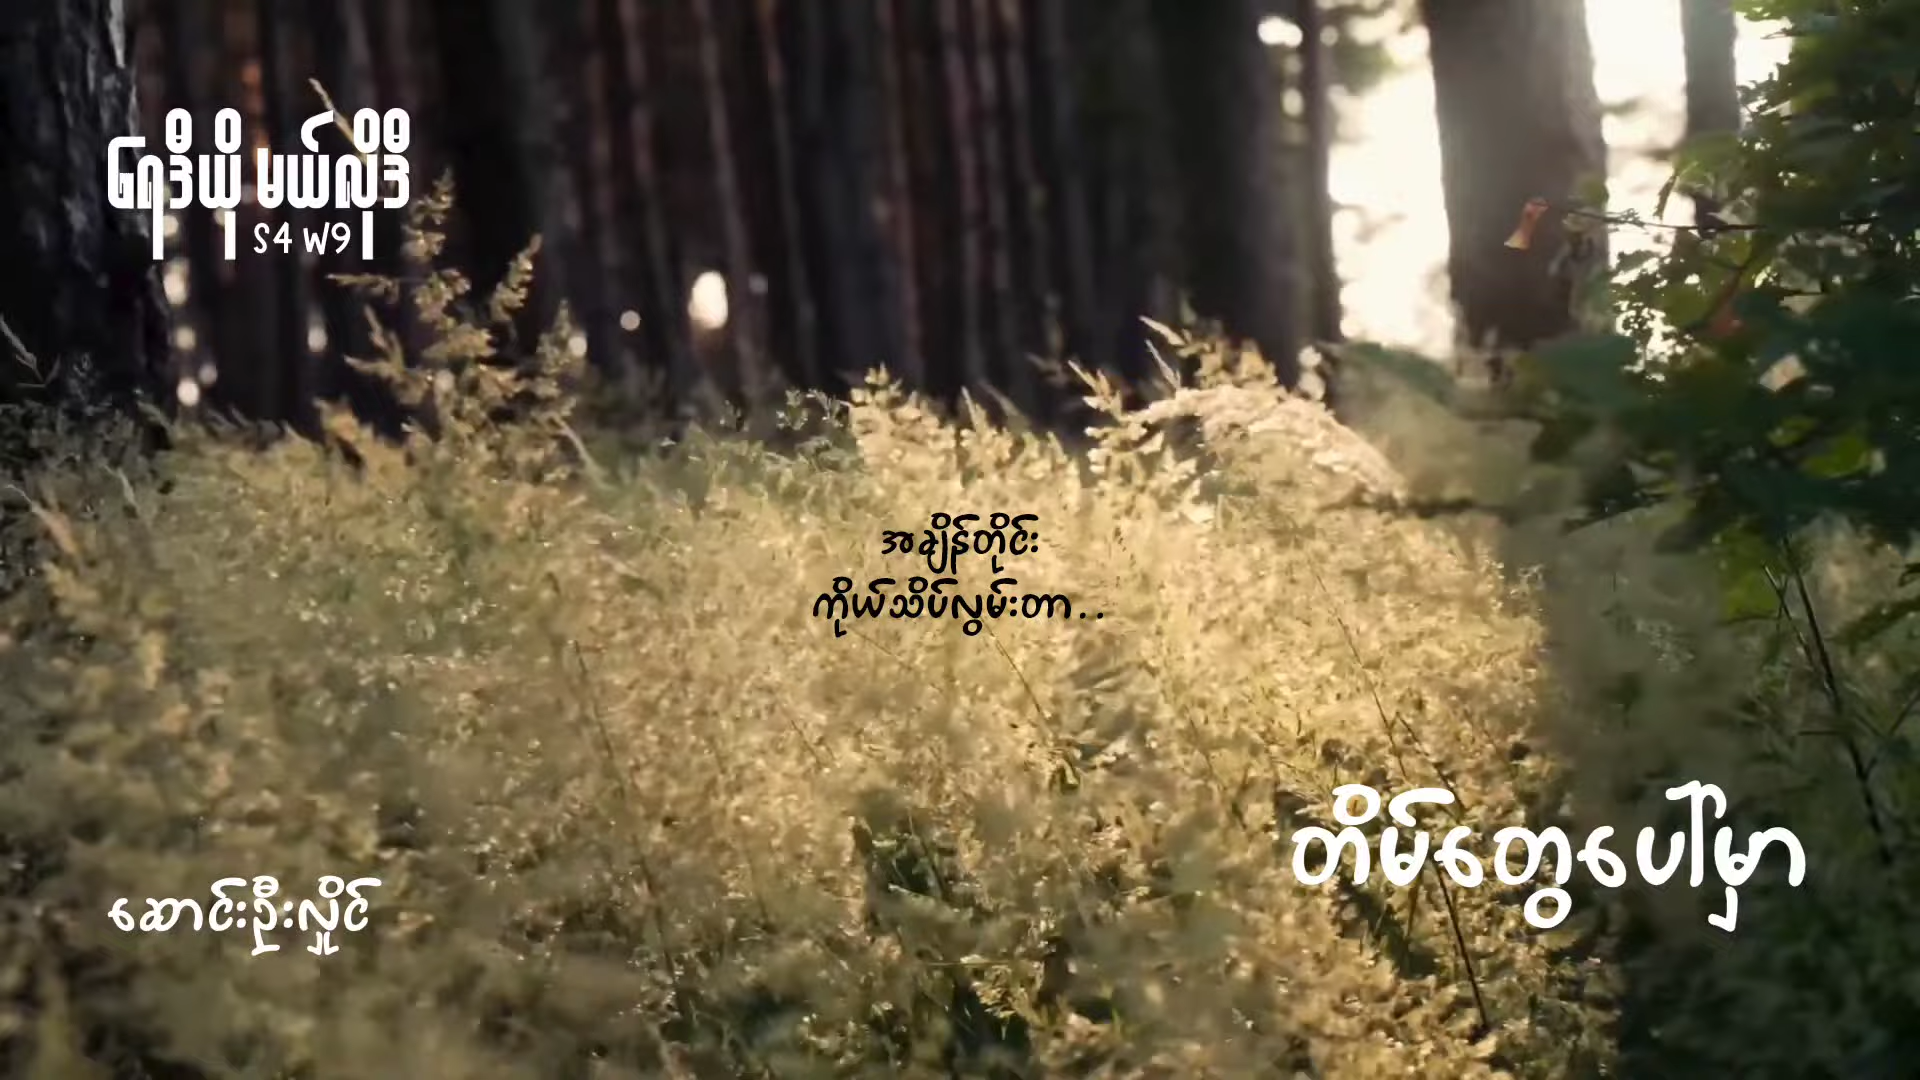 ရေဒီယို မယ်လိုဒီ
S4 W9
အချိန်တိုင်း
ကိုယ်သိပ်လွမ်းတာ..
တိမ်တွေပေါ်မှာ
ဆောင်းဦးလှိုင်